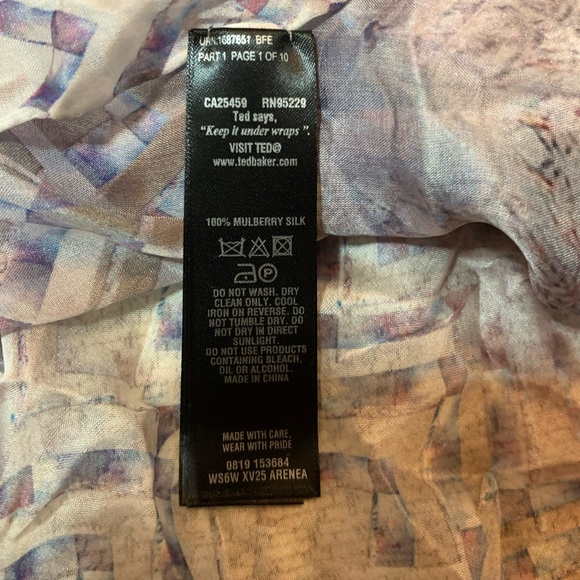 URN.1687651 BFE
PART 1 PAGE 1 OF 10
CA25459 RN95229
Ted says,
"Keep it under wraps".
VISIT TED@
www.tedbaker.com
100% MULBERRY SILK
P
DO NOT WASH. DRY
CLEAN ONLY. COOL
IRON ON REVERSE. DO
NOT TUMBLE DRY. DO
NOT DRY IN DIRECT
SUNLIGHT.
DO NOT USE PRODUCTS
CONTAINING BLEACH,
OIL OR ALCOHOL.
MADE IN CHINA
MADE WITH CARE,
WEAR WITH PRIDE
0819 153684
WS6W XV25 ARENEA